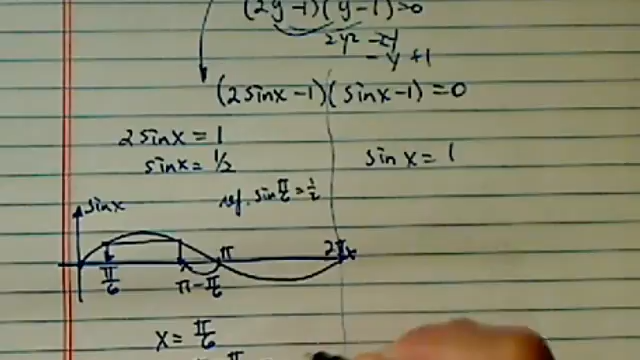 (2y-1)(y-1)=0
2y² -2y
-y +1
(2sinx-1)(sinx-1)=0
2sinx=1
sinx=1/2
sinx=1
ref. sin π/6 = 1/2
sinx
π
2π
x
π/6
π-π/6
x= π/6